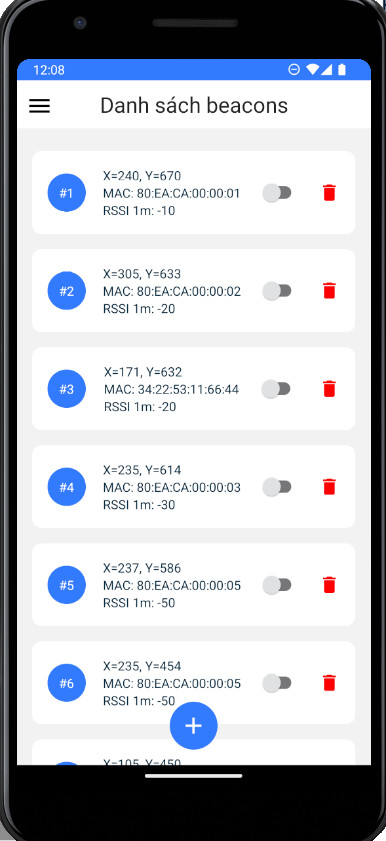 12:08
Danh sách beacons
#1
X=240, Y=670
MAC: 80:EA:CA:00:00:01
RSSI 1m: -10
#2
X=305, Y=633
MAC: 80:EA:CA:00:00:02
RSSI 1m: -20
#3
X=171, Y=632
MAC: 34:22:53:11:66:44
RSSI 1m: -20
#4
X=235, Y=614
MAC: 80:EA:CA:00:00:03
RSSI 1m: -30
#5
X=237, Y=586
MAC: 80:EA:CA:00:00:05
RSSI 1m: -50
#6
X=235, Y=454
MAC: 80:EA:CA:00:00:05
RSSI 1m: -50
+
X=105, Y=450